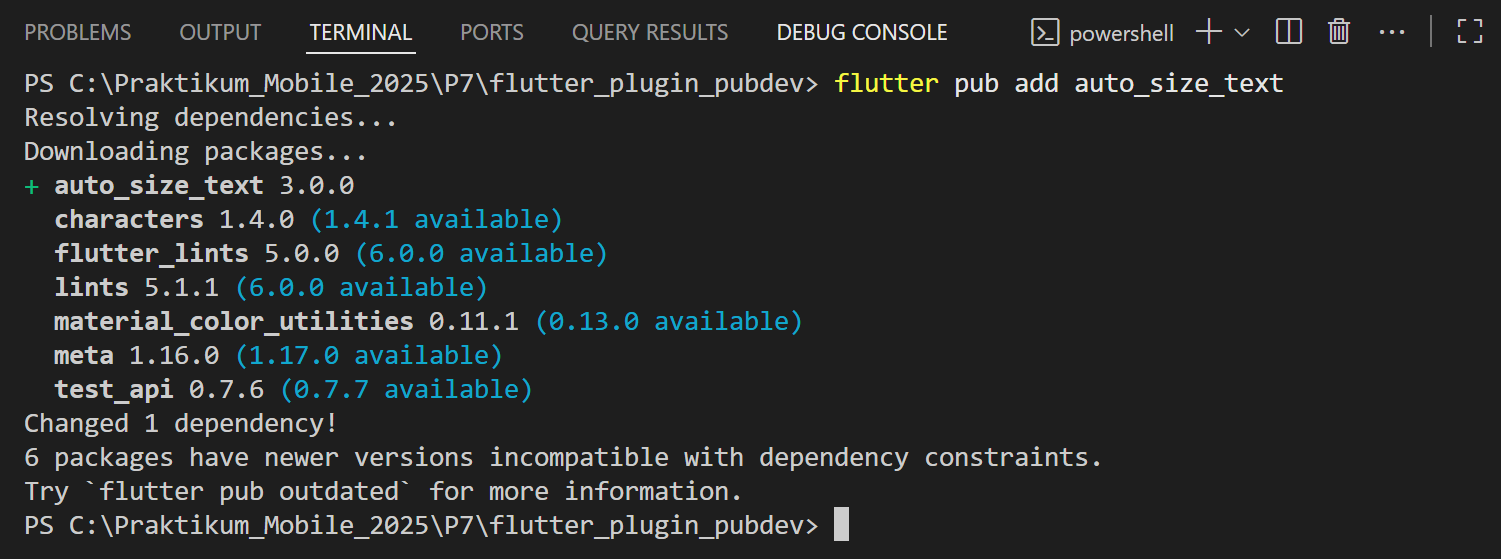 PROBLEMS OUTPUT TERMINAL PORTS QUERY RESULTS DEBUG CONSOLE powershell
PS C:\Praktikum_Mobile_2025\P7\flutter_plugin_pubdev> flutter pub add auto_size_text
Resolving dependencies...
Downloading packages...
+ auto_size_text 3.0.0
characters 1.4.0 (1.4.1 available)
flutter_lints 5.0.0 (6.0.0 available)
lints 5.1.1 (6.0.0 available)
material_color_utilities 0.11.1 (0.13.0 available)
meta 1.16.0 (1.17.0 available)
test_api 0.7.6 (0.7.7 available)
Changed 1 dependency!
6 packages have newer versions incompatible with dependency constraints.
Try `flutter pub outdated` for more information.
PS C:\Praktikum_Mobile_2025\P7\flutter_plugin_pubdev>